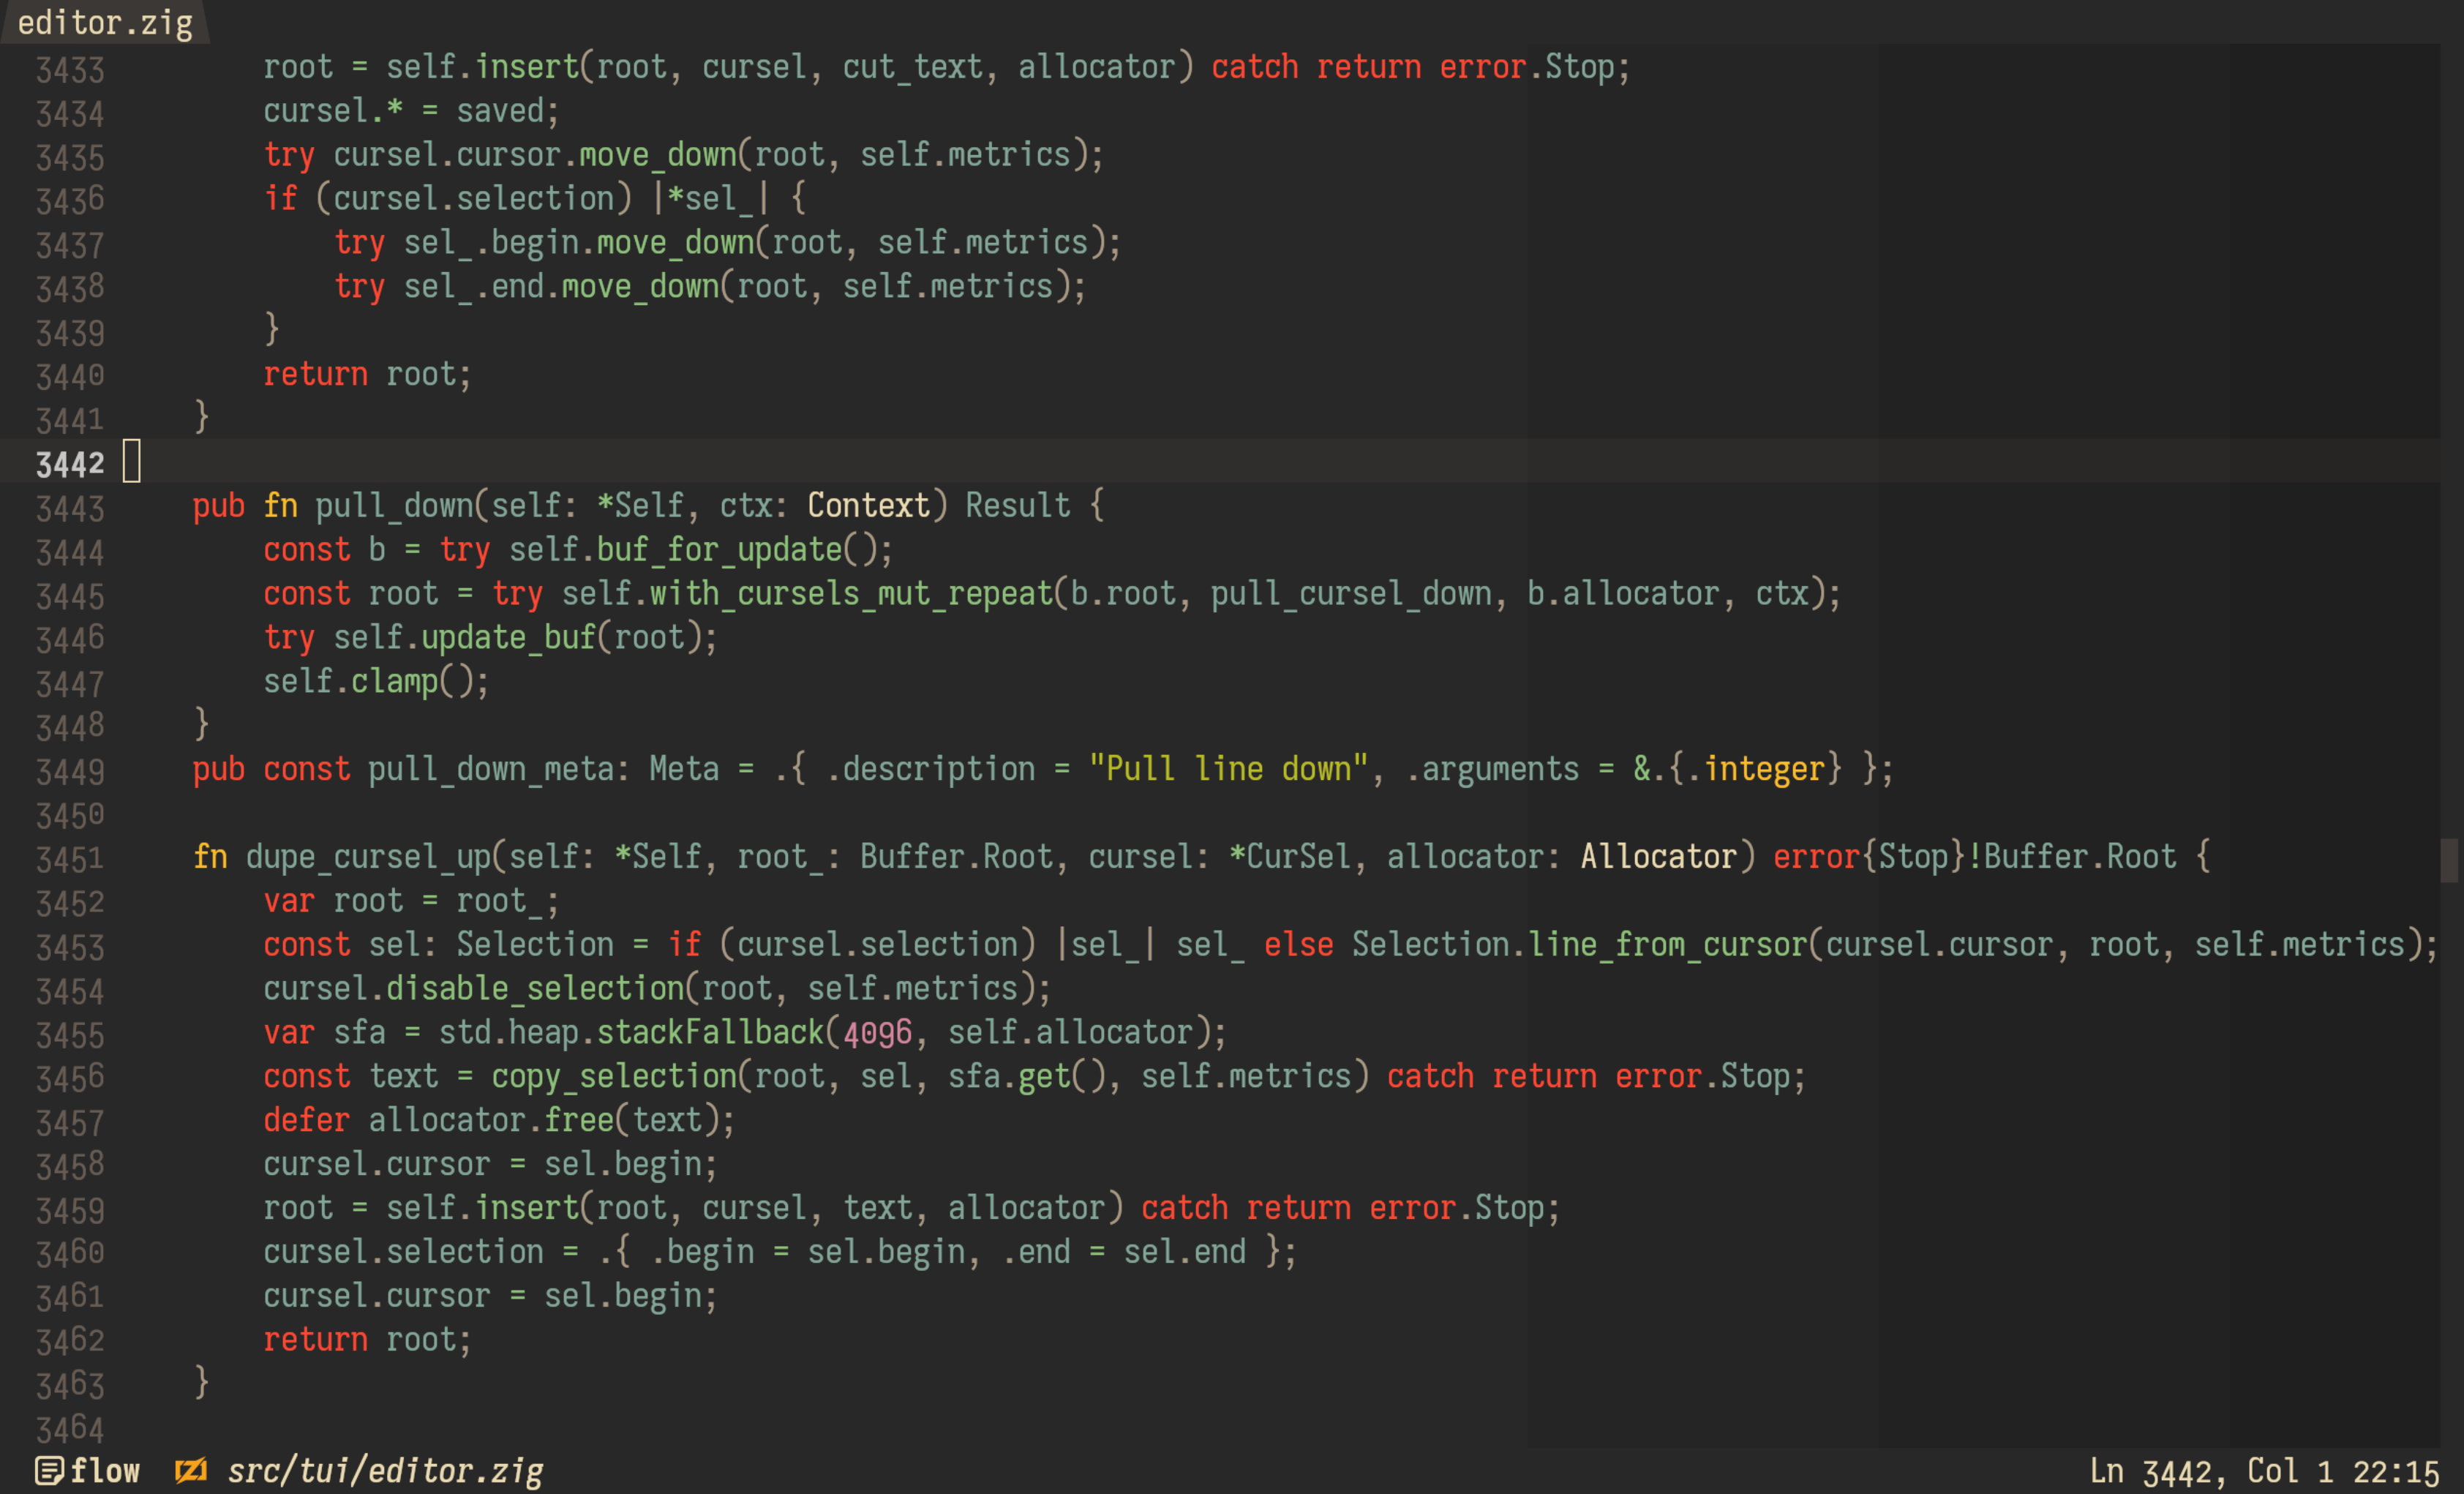 editor.zig
3433         root = self.insert(root, cursel, cut_text, allocator) catch return error.Stop;
3434         cursel.* = saved;
3435         try cursel.cursor.move_down(root, self.metrics);
3436         if (cursel.selection) |*sel_| {
3437             try sel_.begin.move_down(root, self.metrics);
3438             try sel_.end.move_down(root, self.metrics);
3439         }
3440         return root;
3441     }
3442
3443     pub fn pull_down(self: *Self, ctx: Context) Result {
3444         const b = try self.buf_for_update();
3445         const root = try self.with_cursels_mut_repeat(b.root, pull_cursel_down, b.allocator, ctx);
3446         try self.update_buf(root);
3447         self.clamp();
3448     }
3449     pub const pull_down_meta: Meta = .{ .description = "Pull line down", .arguments = &.{.integer} };
3450
3451     fn dupe_cursel_up(self: *Self, root_: Buffer.Root, cursel: *CurSel, allocator: Allocator) error{Stop}!Buffer.Root {
3452         var root = root_;
3453         const sel: Selection = if (cursel.selection) |sel_| sel_ else Selection.line_from_cursor(cursel.cursor, root, self.metrics);
3454         cursel.disable_selection(root, self.metrics);
3455         var sfa = std.heap.stackFallback(4096, self.allocator);
3456         const text = copy_selection(root, sel, sfa.get(), self.metrics) catch return error.Stop;
3457         defer allocator.free(text);
3458         cursel.cursor = sel.begin;
3459         root = self.insert(root, cursel, text, allocator) catch return error.Stop;
3460         cursel.selection = .{ .begin = sel.begin, .end = sel.end };
3461         cursel.cursor = sel.begin;
3462         return root;
3463     }
3464
flow src/tui/editor.zig Ln 3442, Col 1 22:15